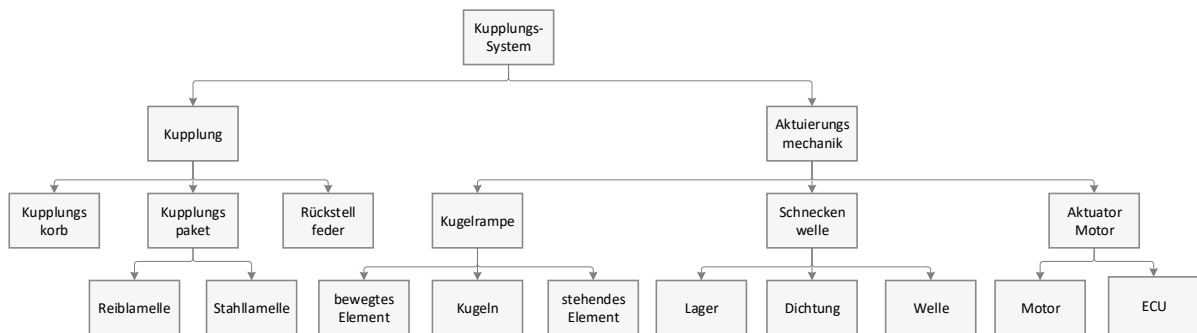 Kupplungs-
System
Kupplung
Aktuierungs
mechanik
Kupplungs
korb
Kupplungs
paket
Rückstell
feder
Kugelrampe
Schnecken
welle
Aktuator
Motor
Reiblamelle
Stahllamelle
bewegtes
Element
Kugeln
stehendes
Element
Lager
Dichtung
Welle
Motor
ECU